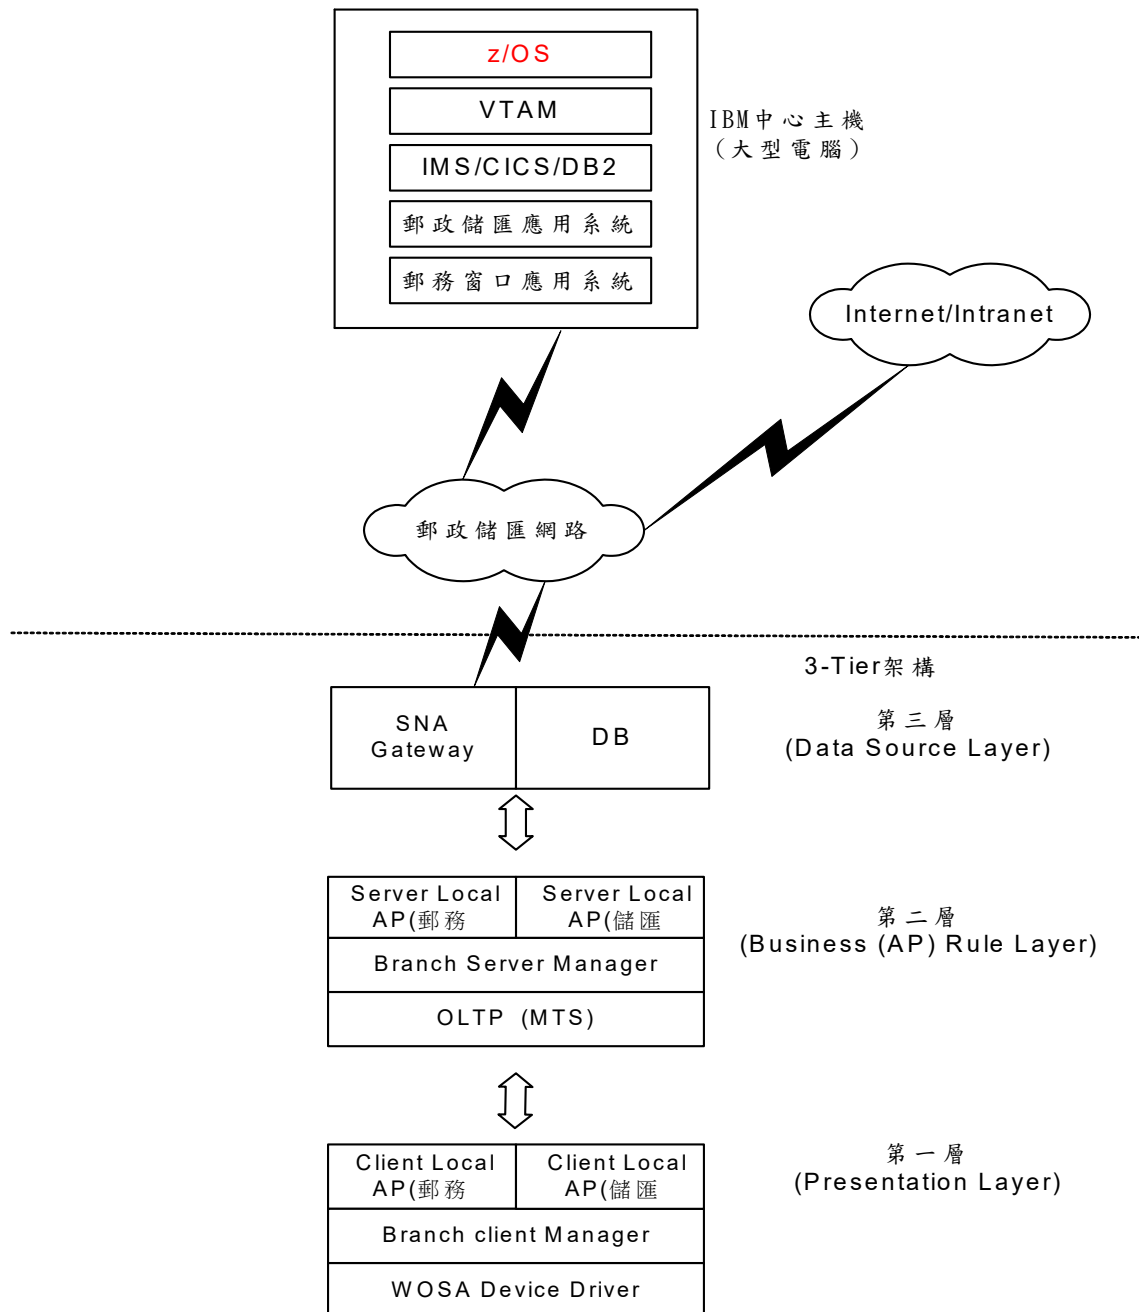 z/OS
VTAM
IMS/CICS/DB2
郵政儲匯應用系統
郵務窗口應用系統
IBM中心主機
(大型電腦)
Internet/Intranet
郵政儲匯網路
3-Tier架構
SNA
Gateway
DB
第三層
(Data Source Layer)
Server Local
AP(郵務
Server Local
AP(儲匯
Branch Server Manager
OLTP (MTS)
第二層
(Business (AP) Rule Layer)
Client Local
AP(郵務
Client Local
AP(儲匯
Branch client Manager
WOSA Device Driver
第一層
(Presentation Layer)